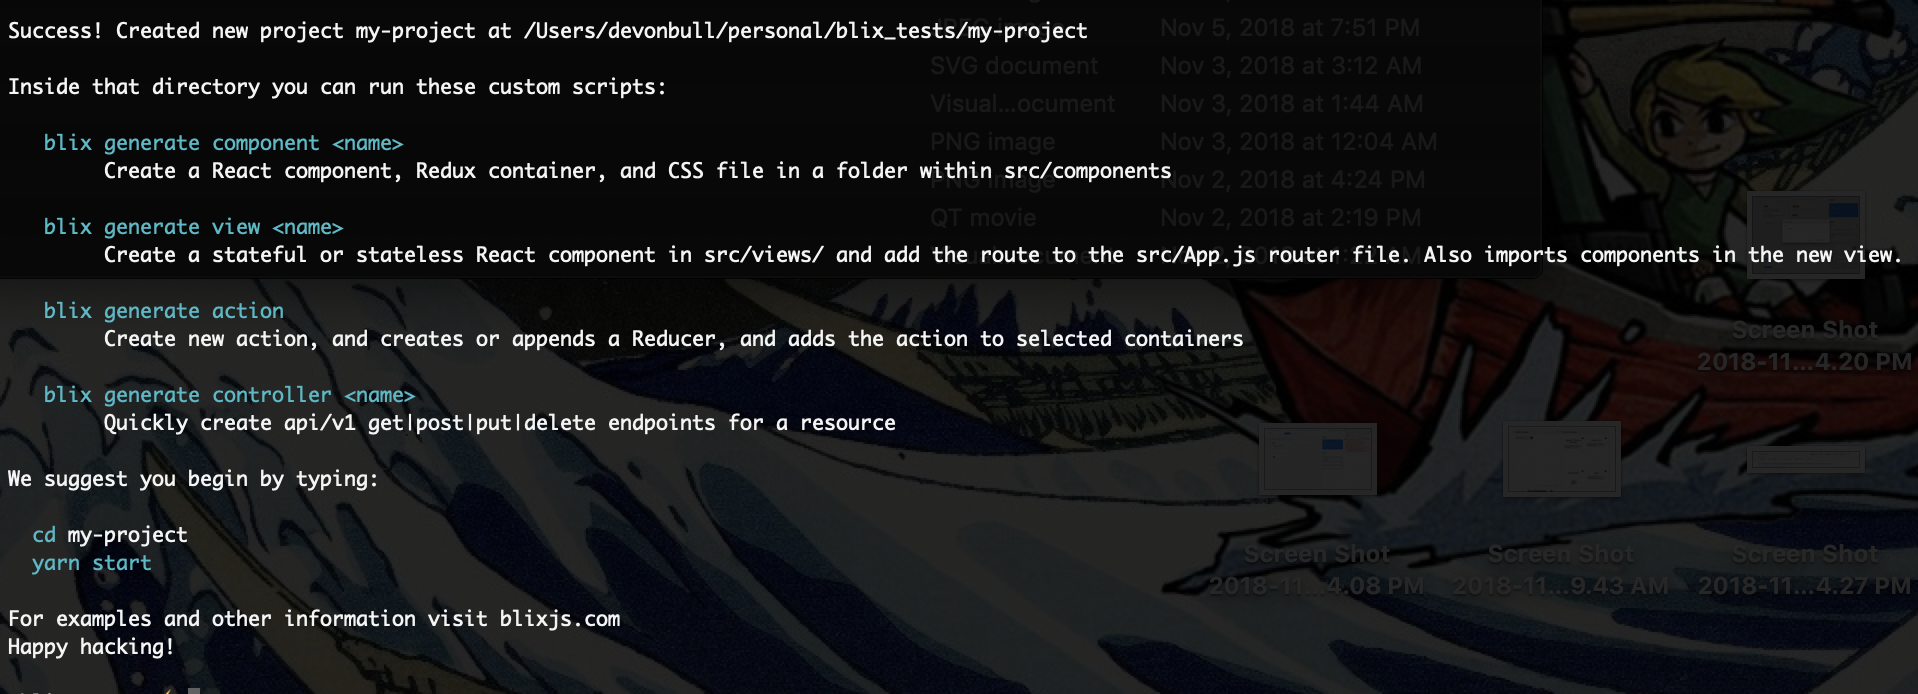 Success! Created new project my-project at /Users/devonbull/personal/blix_tests/my-project
Inside that directory you can run these custom scripts:
blix generate component <name>
Create a React component, Redux container, and CSS file in a folder within src/components
blix generate view <name>
Create a stateful or stateless React component in src/views/ and add the route to the src/App.js router file. Also imports components in the new view.
blix generate action
Create new action, and creates or appends a Reducer, and adds the action to selected containers
blix generate controller <name>
Quickly create api/v1 get|post|put|delete endpoints for a resource
We suggest you begin by typing:
cd my-project
yarn start
For examples and other information visit blixjs.com
Happy hacking!
JPEG image Nov 5, 2018 at 7:51 PM
SVG document Nov 3, 2018 at 3:12 AM
Visual...ocument Nov 3, 2018 at 1:44 AM
PNG image Nov 3, 2018 at 12:04 AM
PNG image Nov 2, 2018 at 4:24 PM
QT movie Nov 2, 2018 at 2:19 PM
Screen Shot
2018-11...4.20 PM
Screen Shot
2018-11...4.08 PM
Screen Shot
2018-11...9.43 AM
Screen Shot
2018-11...4.27 PM